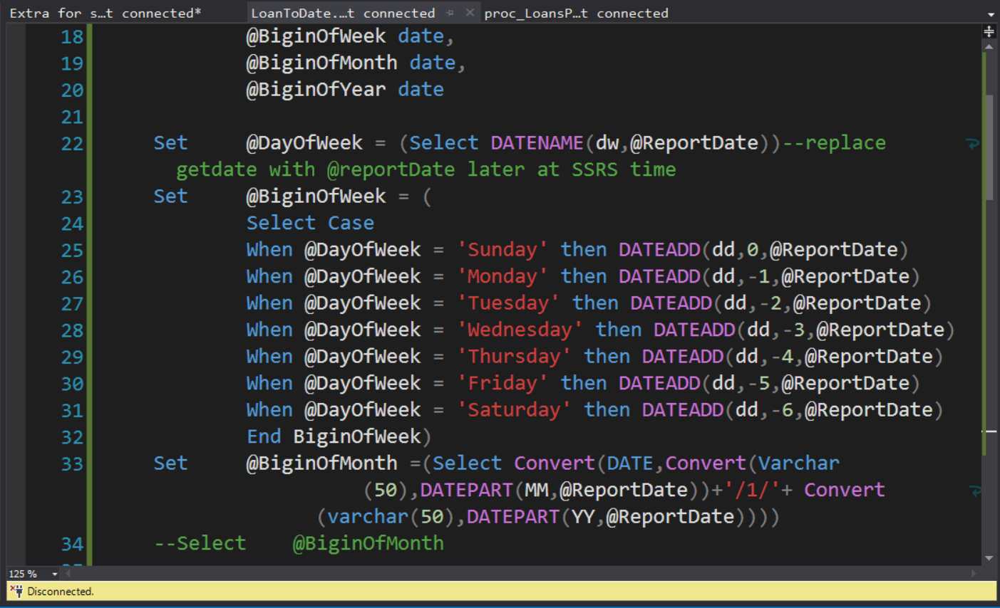 Extra for s…t connected* LoanToDate.…t connected proc_LoansP…t connected
18 @BiginOfWeek date,
19 @BiginOfMonth date,
20 @BiginOfYear date
21
22 Set @DayOfWeek = (Select DATENAME(dw,@ReportDate))--replace
getdate with @reportDate later at SSRS time
23 Set @BiginOfWeek = (
24 Select Case
25 When @DayOfWeek = 'Sunday' then DATEADD(dd,0,@ReportDate)
26 When @DayOfWeek = 'Monday' then DATEADD(dd,-1,@ReportDate)
27 When @DayOfWeek = 'Tuesday' then DATEADD(dd,-2,@ReportDate)
28 When @DayOfWeek = 'Wednesday' then DATEADD(dd,-3,@ReportDate)
29 When @DayOfWeek = 'Thursday' then DATEADD(dd,-4,@ReportDate)
30 When @DayOfWeek = 'Friday' then DATEADD(dd,-5,@ReportDate)
31 When @DayOfWeek = 'Saturday' then DATEADD(dd,-6,@ReportDate)
32 End BiginOfWeek)
33 Set @BiginOfMonth =(Select Convert(DATE,Convert(Varchar
(50),DATEPART(MM,@ReportDate))+'/1/'+ Convert
(varchar(50),DATEPART(YY,@ReportDate))))
34 --Select @BiginOfMonth
125 %
Disconnected.